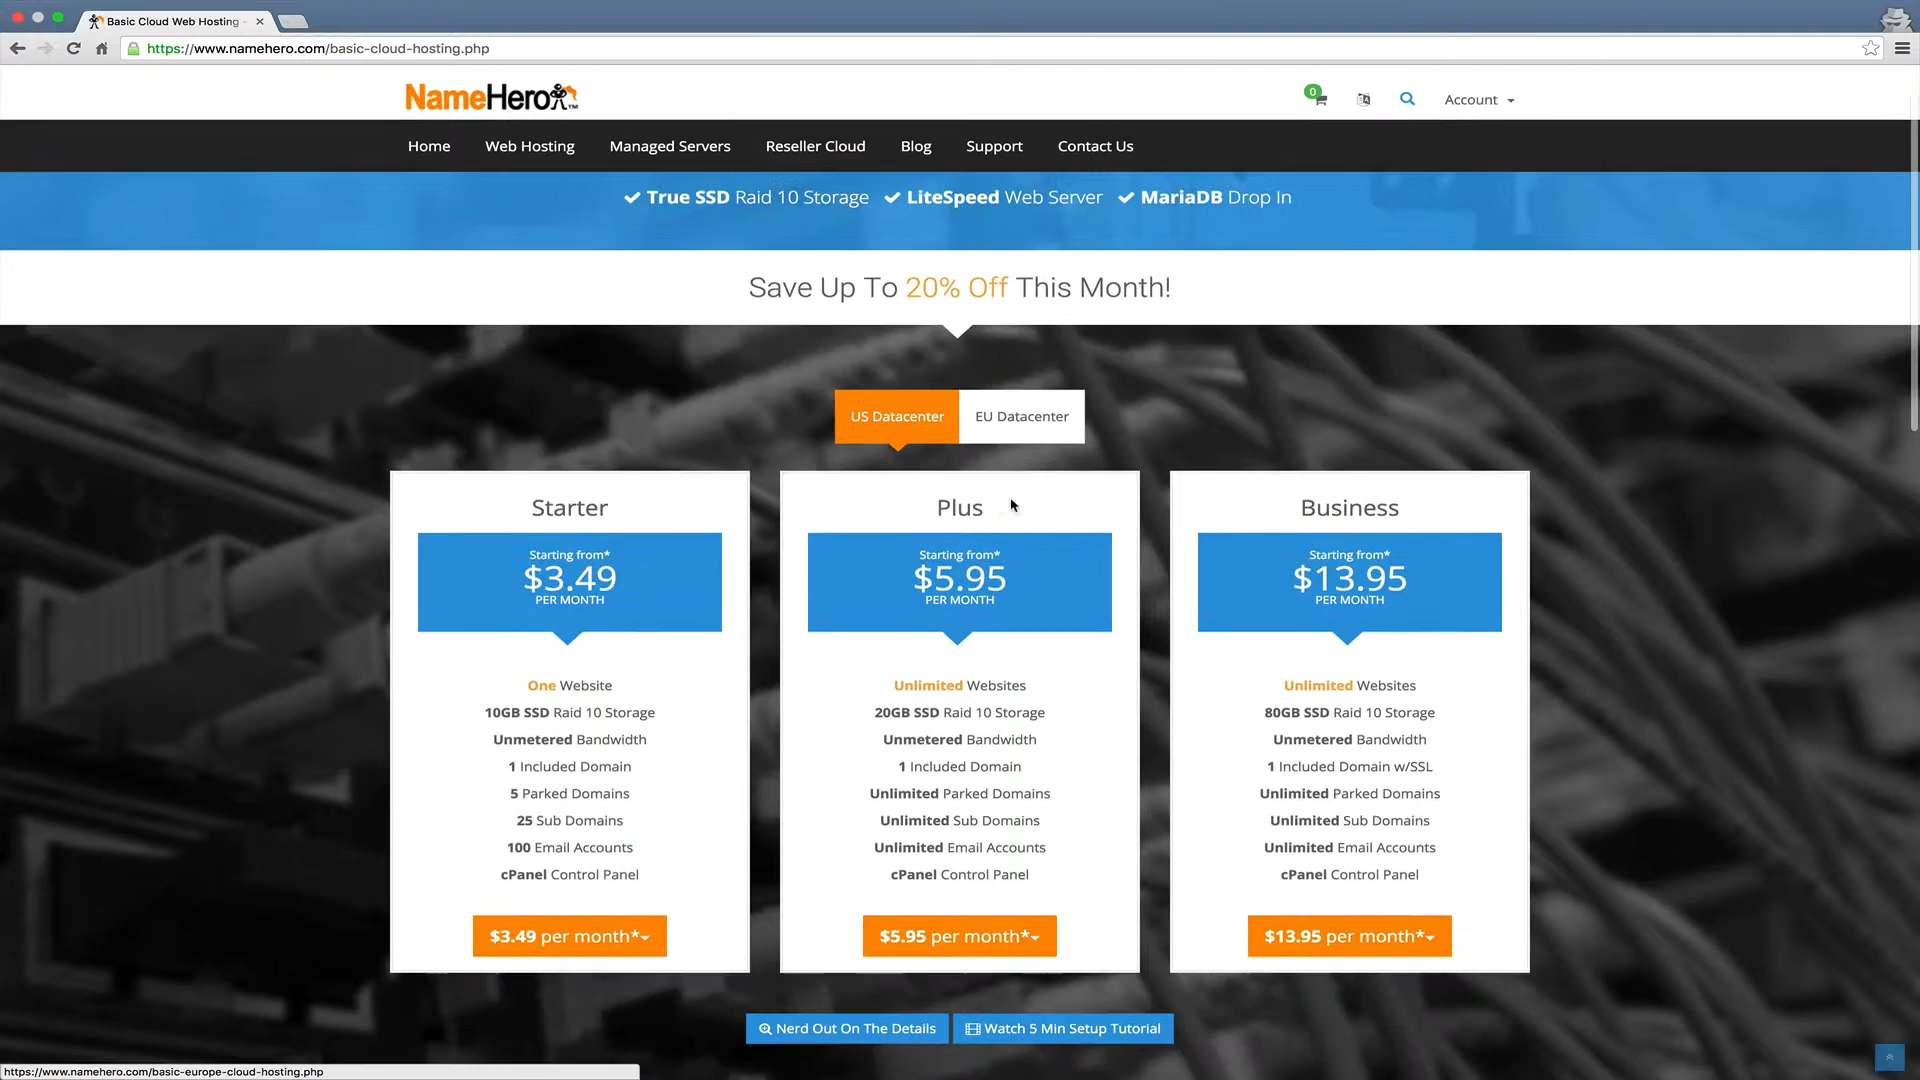 Basic Cloud Web Hosting -
https://www.namehero.com/basic-cloud-hosting.php
NameHero TM
0
Account
Home Web Hosting Managed Servers Reseller Cloud Blog Support Contact Us
True SSD Raid 10 Storage LiteSpeed Web Server MariaDB Drop In
Save Up To 20% Off This Month!
US Datacenter EU Datacenter
Starter
Starting from*
$3.49
PER MONTH
One Website
10GB SSD Raid 10 Storage
Unmetered Bandwidth
1 Included Domain
5 Parked Domains
25 Sub Domains
100 Email Accounts
cPanel Control Panel
$3.49 per month*
Plus
Starting from*
$5.95
PER MONTH
Unlimited Websites
20GB SSD Raid 10 Storage
Unmetered Bandwidth
1 Included Domain
Unlimited Parked Domains
Unlimited Sub Domains
Unlimited Email Accounts
cPanel Control Panel
$5.95 per month*
Business
Starting from*
$13.95
PER MONTH
Unlimited Websites
80GB SSD Raid 10 Storage
Unmetered Bandwidth
1 Included Domain w/SSL
Unlimited Parked Domains
Unlimited Sub Domains
Unlimited Email Accounts
cPanel Control Panel
$13.95 per month*
Nerd Out On The Details Watch 5 Min Setup Tutorial
https://www.namehero.com/basic-europe-cloud-hosting.php